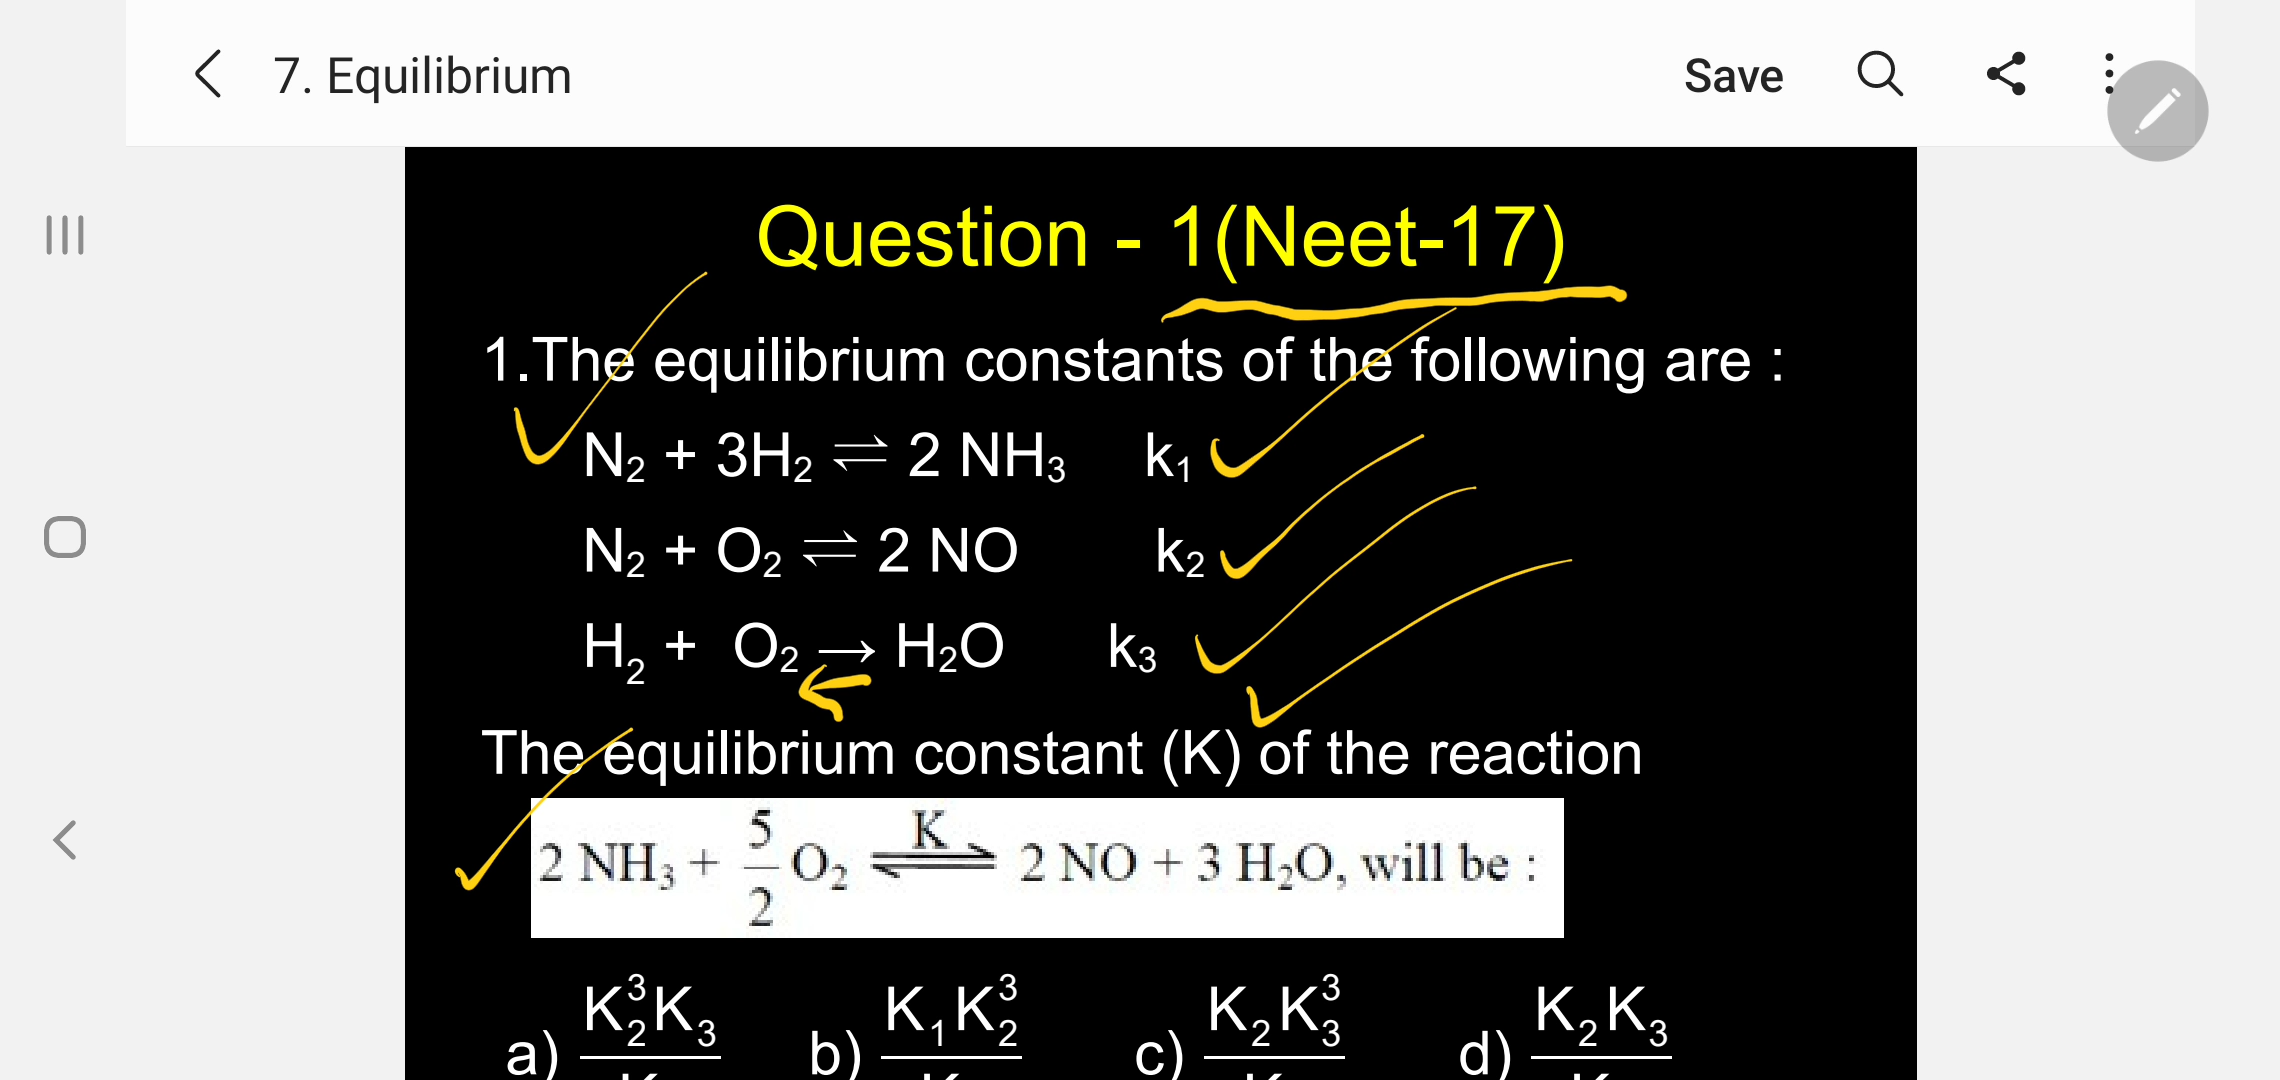 7. Equilibrium
Save
Question - 1(Neet-17)
1.The equilibrium constants of the following are :
N₂ + 3H₂ ⇌ 2 NH₃ k₁
N₂ + O₂ ⇌ 2 NO k₂
H₂ + O₂ → H₂O k₃
The equilibrium constant (K) of the reaction
2 NH₃ + 5/2 O₂ ⇌ K 2 NO + 3 H₂O, will be :
a) K₂³K₃ b) K₁K₂³ c) K₂K₃³ d) K₂K₃